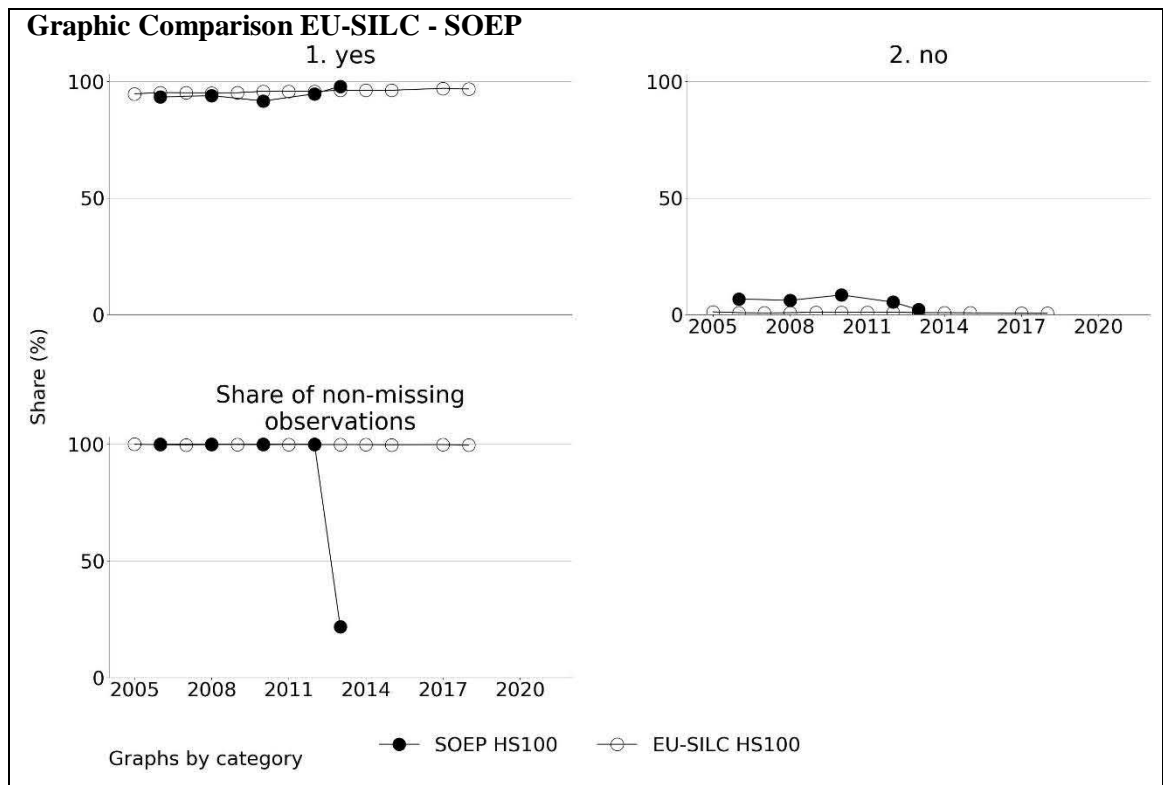 Graphic Comparison EU-SILC - SOEP
1. yes
2. no
100
50
0
100
50
0
2005 2008 2011 2014 2017 2020
Share (%)
Share of non-missing
observations
100
50
0
2005 2008 2011 2014 2017 2020
SOEP HS100
EU-SILC HS100
Graphs by category